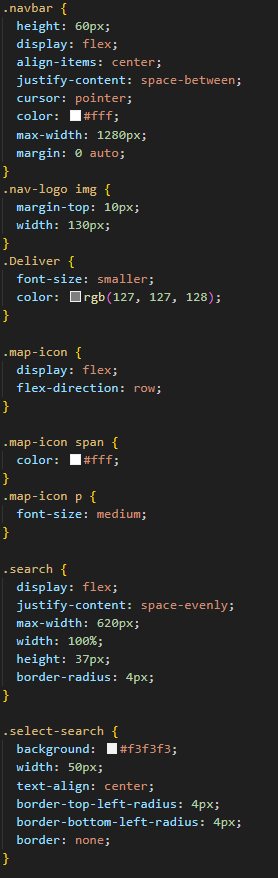 .navbar {
height: 60px;
display: flex;
align-items: center;
justify-content: space-between;
cursor: pointer;
color: #fff;
max-width: 1280px;
margin: 0 auto;
}
.nav-logo img {
margin-top: 10px;
width: 130px;
}
.Deliver {
font-size: smaller;
color: rgb(127, 127, 128);
}
.map-icon {
display: flex;
flex-direction: row;
}
.map-icon span {
color: #fff;
}
.map-icon p {
font-size: medium;
}
.search {
display: flex;
justify-content: space-evenly;
max-width: 620px;
width: 100%;
height: 37px;
border-radius: 4px;
}
.select-search {
background: #f3f3f3;
width: 50px;
text-align: center;
border-top-left-radius: 4px;
border-bottom-left-radius: 4px;
border: none;
}